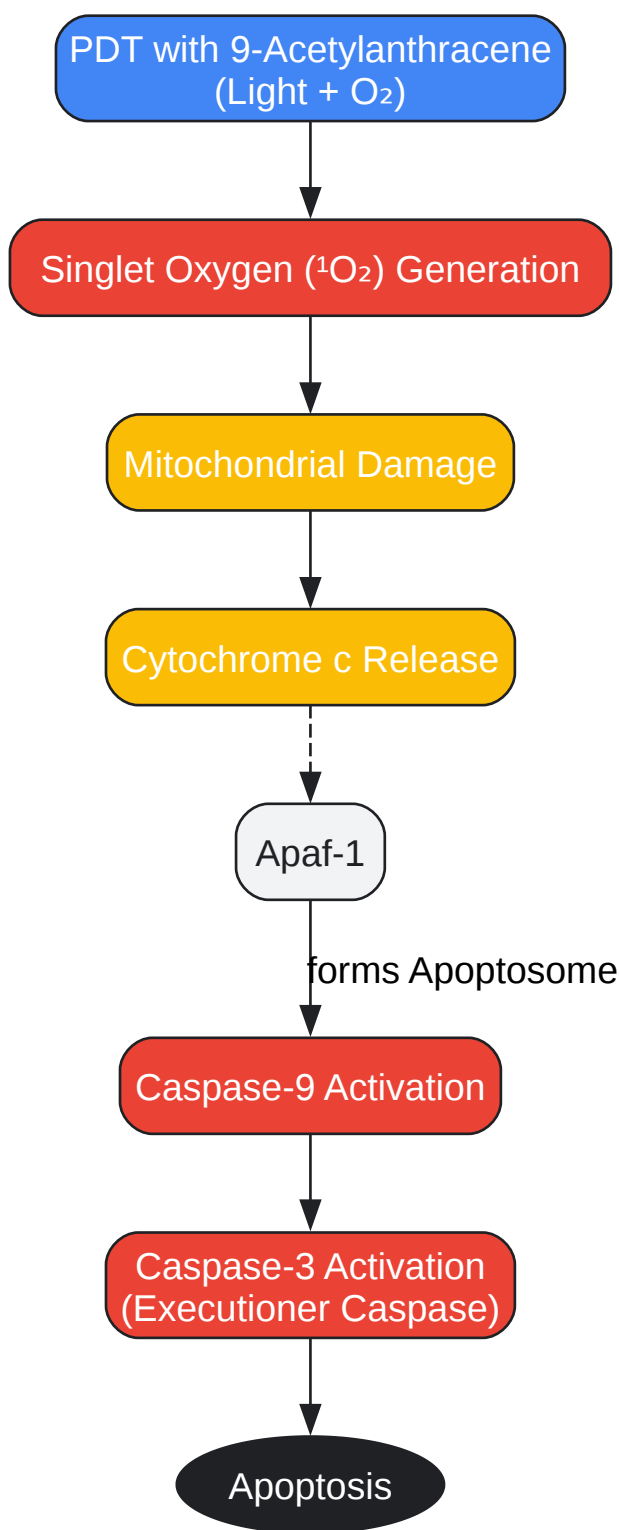 PDT with 9-Acetylanthracene
(Light + O₂)
Singlet Oxygen (¹O₂) Generation
Mitochondrial Damage
Cytochrome c Release
Apaf-1
forms Apoptosome
Caspase-9 Activation
Caspase-3 Activation
(Executioner Caspase)
Apoptosis